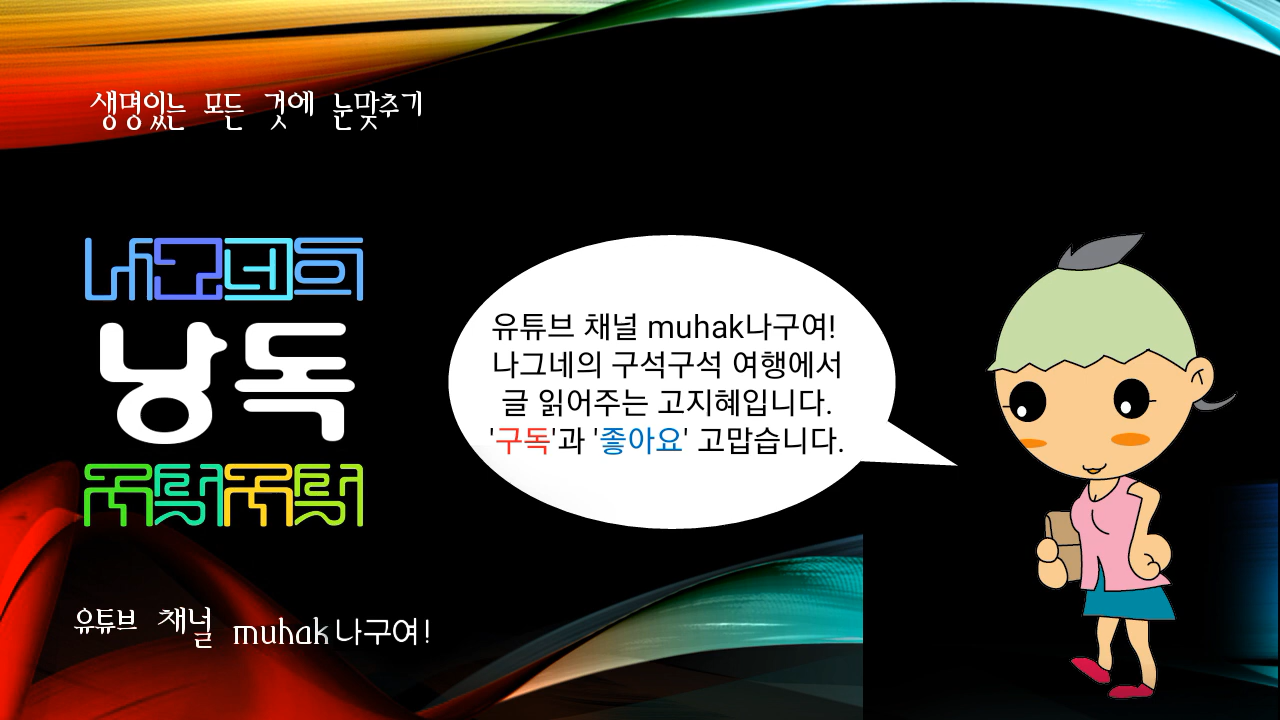 생명있는 모든 것에 눈맞추기
나그네의
낭독
구석구석
유튜브 채널 muhak나구여!
나그네의 구석구석 여행에서
글 읽어주는 고지혜입니다.
'구독'과 '좋아요' 고맙습니다.
유튜브 채널 muhak나구여!